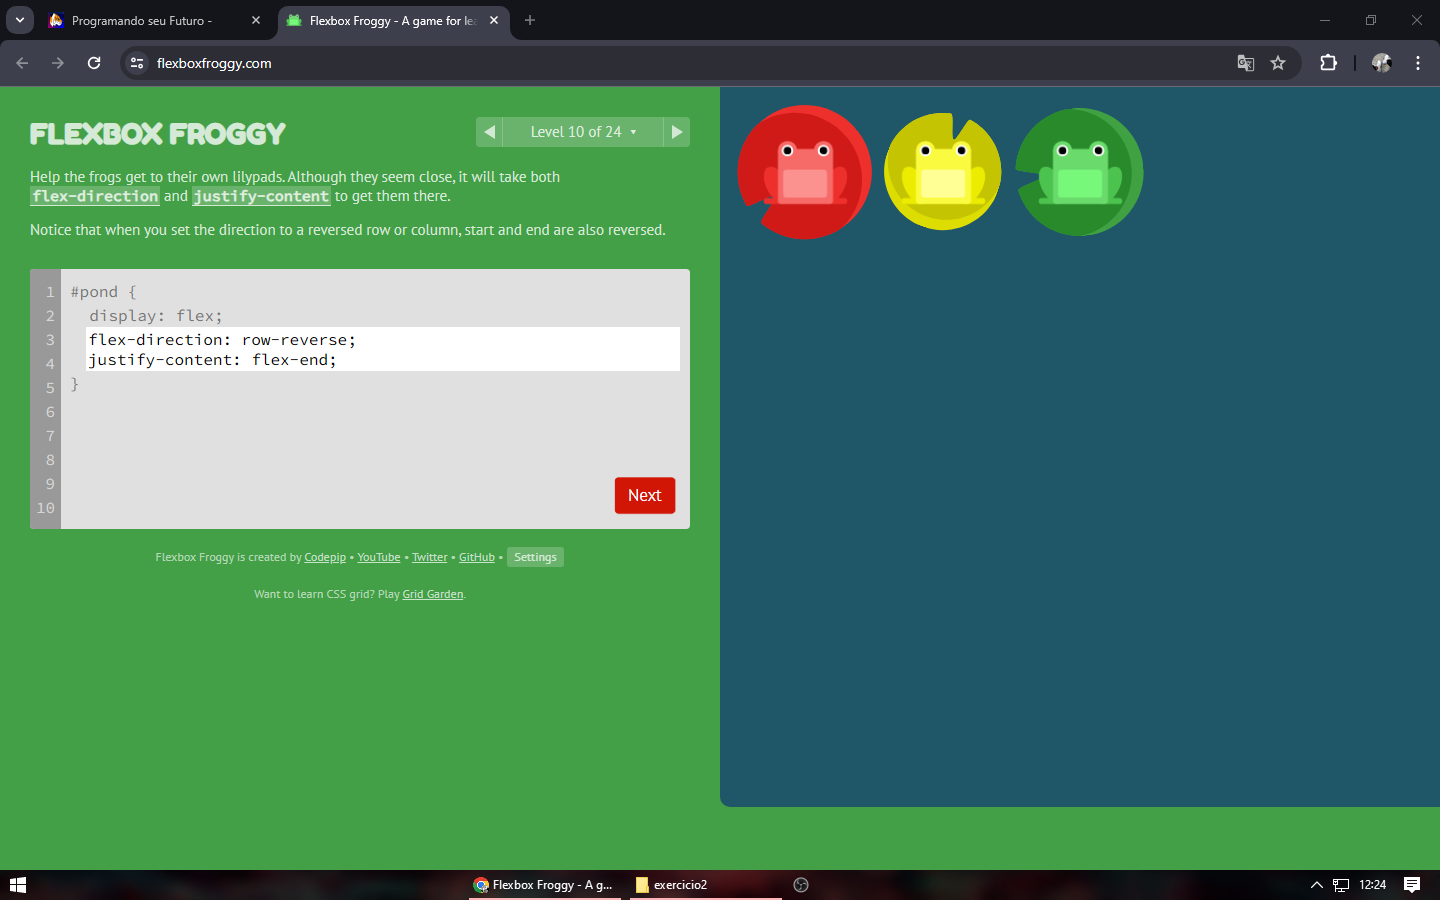 Programando seu Futuro -
Flexbox Froggy - A game for lea
flexboxfroggy.com
FLEXBOX FROGGY
Level 10 of 24
Help the frogs get to their own lilypads. Although they seem close, it will take both
flex-direction and justify-content to get them there.
Notice that when you set the direction to a reversed row or column, start and end are also reversed.
1 #pond {
2 display: flex;
3 flex-direction: row-reverse;
4 justify-content: flex-end;
5 }
6
7
8
9
10
Next
Flexbox Froggy is created by Codepip • YouTube • Twitter • GitHub • Settings
Want to learn CSS grid? Play Grid Garden.
Flexbox Froggy - A g...
exercicio2
12:24